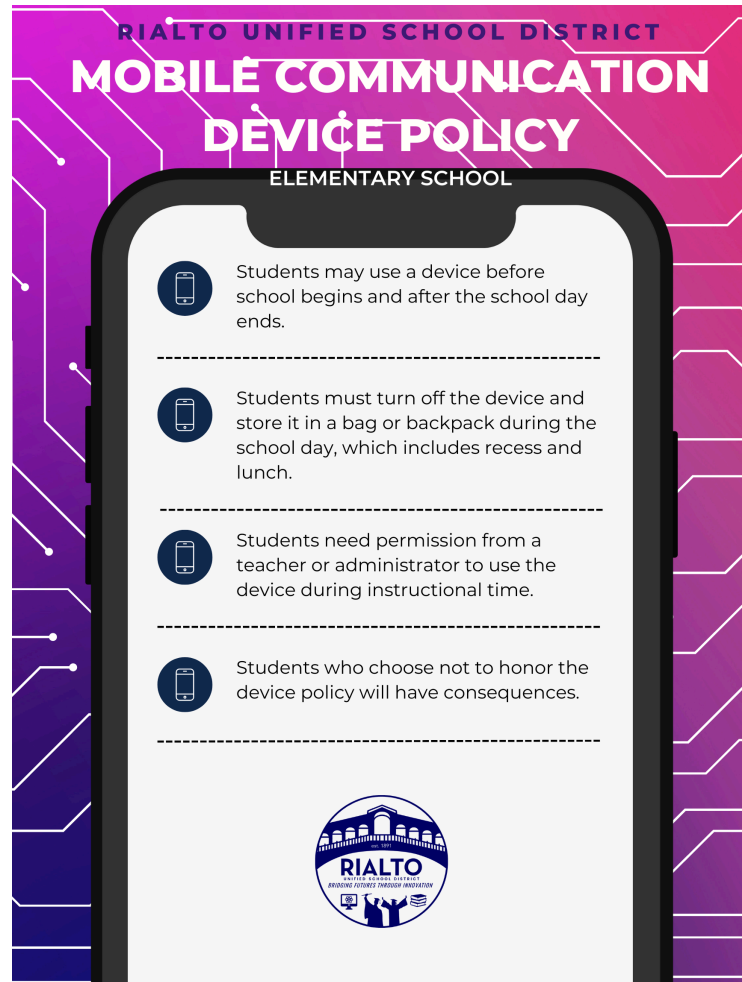 RIALTO UNIFIED SCHOOL DISTRICT
MOBILE COMMUNICATION
DEVICE POLICY
ELEMENTARY SCHOOL
Students may use a device before
school begins and after the school day
ends.
Students must turn off the device and
store it in a bag or backpack during the
school day, which includes recess and
lunch.
Students need permission from a
teacher or administrator to use the
device during instructional time.
Students who choose not to honor the
device policy will have consequences.
est. 1891
RIALTO
UNIFIED SCHOOL DISTRICT
BRIDGING FUTURES THROUGH INNOVATION